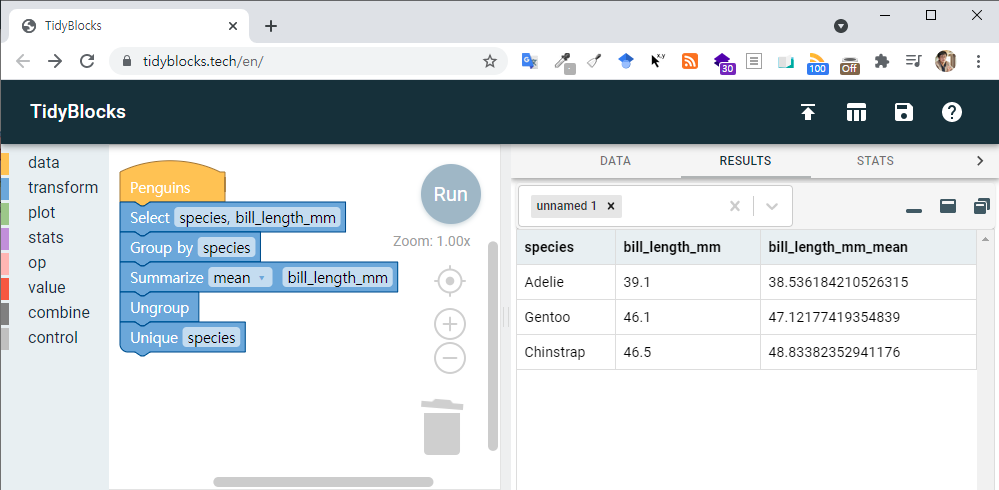 TidyBlocks
tidyblocks.tech/en/
30
100
Off
TidyBlocks
data
transform
plot
stats
op
value
combine
control
Penguins
Select species, bill_length_mm
Group by species
Summarize mean bill_length_mm
Ungroup
Unique species
Run
Zoom: 1.00x
DATA RESULTS STATS
unnamed 1
species bill_length_mm bill_length_mm_mean
Adelie 39.1 38.536184210526315
Gentoo 46.1 47.12177419354839
Chinstrap 46.5 48.83382352941176